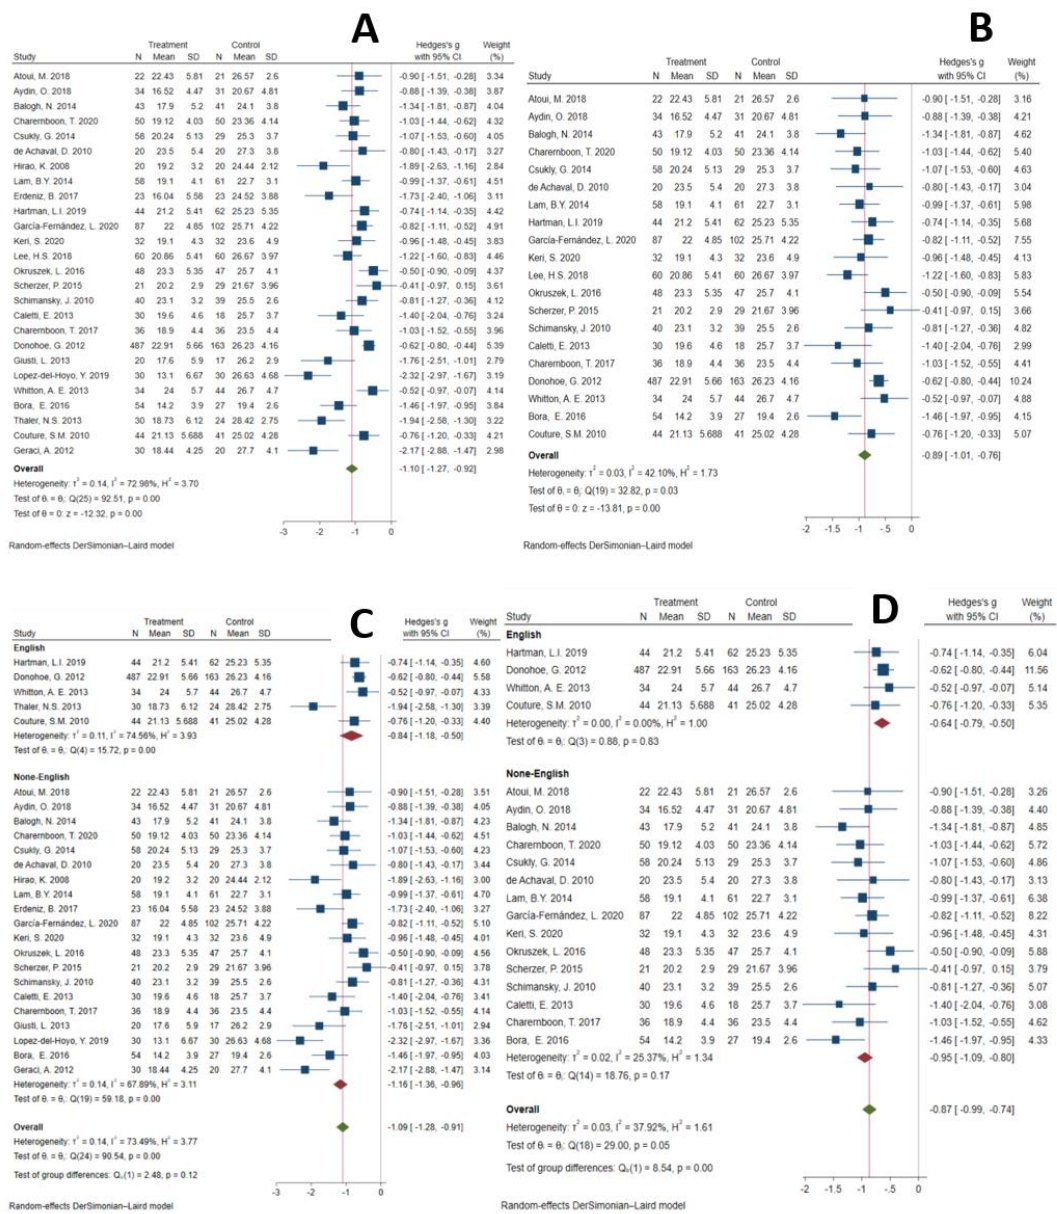 A
Treatment Control Hedges's g Weight
Study N Mean SD N Mean SD with 95% CI (%)
Atoui, M. 2018 22 22.43 5.81 21 26.57 2.6 -0.90 [ -1.51, -0.28] 3.34
Aydin, O. 2018 34 16.52 4.47 31 20.67 4.81 -0.88 [ -1.39, -0.38] 3.87
Balogh, N. 2014 43 17.9 5.2 41 24.1 3.8 -1.34 [ -1.81, -0.87] 4.04
Charernboon, T. 2020 50 19.12 4.03 50 23.36 4.14 -1.03 [ -1.44, -0.62] 4.32
Csukly, G. 2014 58 20.24 5.13 29 25.3 3.7 -1.07 [ -1.53, -0.60] 4.05
de Achaval, D. 2010 20 23.5 5.4 20 27.3 3.8 -0.80 [ -1.43, -0.17] 3.27
Hirao, K. 2008 20 19.2 3.2 20 24.44 2.12 -1.89 [ -2.63, -1.16] 2.84
Lam, B.Y. 2014 58 19.1 4.1 61 22.7 3.1 -0.99 [ -1.37, -0.61] 4.51
Erdeniz, B. 2017 23 16.04 5.58 23 24.52 3.88 -1.73 [ -2.40, -1.06] 3.11
Hartman, L.I. 2019 44 21.2 5.41 62 25.23 5.35 -0.74 [ -1.14, -0.35] 4.42
García-Fernández, L. 2020 87 22 4.85 102 25.71 4.22 -0.82 [ -1.11, -0.52] 4.91
Keri, S. 2020 32 19.1 4.3 32 23.6 4.9 -0.96 [ -1.48, -0.45] 3.83
Lee, H.S. 2018 60 20.86 5.41 60 26.67 3.97 -1.22 [ -1.60, -0.83] 4.46
Okruszek, L. 2016 48 23.3 5.35 47 25.7 4.1 -0.50 [ -0.90, -0.09] 4.37
Scherzer, P. 2015 21 20.2 2.9 29 21.67 3.96 -0.41 [ -0.97, 0.15] 3.61
Schimansky, J. 2010 40 23.1 3.2 39 25.5 2.6 -0.81 [ -1.27, -0.36] 4.12
Caletti, E. 2013 30 19.6 4.6 18 25.7 3.7 -1.40 [ -2.04, -0.76] 3.24
Charernboon, T. 2017 36 18.9 4.4 36 23.5 4.4 -1.03 [ -1.52, -0.55] 3.96
Donohoe, G. 2012 487 22.91 5.66 163 26.23 4.16 -0.62 [ -0.80, -0.44] 5.39
Giusti, L. 2013 20 17.6 5.9 17 26.2 2.9 -1.76 [ -2.51, -1.01] 2.79
Lopez-del-Hoyo, Y. 2019 30 13.1 6.67 30 26.63 4.68 -2.32 [ -2.97, -1.67] 3.19
Whitton, A. E. 2013 34 24 5.7 44 26.7 4.7 -0.52 [ -0.97, -0.07] 4.14
Bora, E. 2016 54 14.2 3.9 27 19.4 2.6 -1.46 [ -1.97, -0.95] 3.84
Thaler, N.S. 2013 30 18.73 6.12 24 28.42 2.75 -1.94 [ -2.58, -1.30] 3.22
Couture, S.M. 2010 44 21.13 5.688 41 25.02 4.28 -0.76 [ -1.20, -0.33] 4.21
Geraci, A. 2012 30 18.44 4.25 20 27.7 4.1 -2.17 [ -2.88, -1.47] 2.98
Overall -1.10 [ -1.27, -0.92]
Heterogeneity: τ² = 0.14, I² = 72.98%, H² = 3.70
Test of θᵢ = θⱼ: Q(25) = 92.51, p = 0.00
Test of θ = 0: z = -12.32, p = 0.00
-3 -2 -1 0
Random-effects DerSimonian–Laird model
B
Treatment Control Hedges's g Weight
Study N Mean SD N Mean SD with 95% CI (%)
Atoui, M. 2018 22 22.43 5.81 21 26.57 2.6 -0.90 [ -1.51, -0.28] 3.16
Aydin, O. 2018 34 16.52 4.47 31 20.67 4.81 -0.88 [ -1.39, -0.38] 4.21
Balogh, N. 2014 43 17.9 5.2 41 24.1 3.8 -1.34 [ -1.81, -0.87] 4.62
Charernboon, T. 2020 50 19.12 4.03 50 23.36 4.14 -1.03 [ -1.44, -0.62] 5.40
Csukly, G. 2014 58 20.24 5.13 29 25.3 3.7 -1.07 [ -1.53, -0.60] 4.63
de Achaval, D. 2010 20 23.5 5.4 20 27.3 3.8 -0.80 [ -1.43, -0.17] 3.04
Lam, B.Y. 2014 58 19.1 4.1 61 22.7 3.1 -0.99 [ -1.37, -0.61] 5.98
Hartman, L.I. 2019 44 21.2 5.41 62 25.23 5.35 -0.74 [ -1.14, -0.35] 5.68
García-Fernández, L. 2020 87 22 4.85 102 25.71 4.22 -0.82 [ -1.11, -0.52] 7.55
Keri, S. 2020 32 19.1 4.3 32 23.6 4.9 -0.96 [ -1.48, -0.45] 4.13
Lee, H.S. 2018 60 20.86 5.41 60 26.67 3.97 -1.22 [ -1.60, -0.83] 5.83
Okruszek, L. 2016 48 23.3 5.35 47 25.7 4.1 -0.50 [ -0.90, -0.09] 5.54
Scherzer, P. 2015 21 20.2 2.9 29 21.67 3.96 -0.41 [ -0.97, 0.15] 3.66
Schimansky, J. 2010 40 23.1 3.2 39 25.5 2.6 -0.81 [ -1.27, -0.36] 4.82
Caletti, E. 2013 30 19.6 4.6 18 25.7 3.7 -1.40 [ -2.04, -0.76] 2.99
Charernboon, T. 2017 36 18.9 4.4 36 23.5 4.4 -1.03 [ -1.52, -0.55] 4.41
Donohoe, G. 2012 487 22.91 5.66 163 26.23 4.16 -0.62 [ -0.80, -0.44] 10.24
Whitton, A. E. 2013 34 24 5.7 44 26.7 4.7 -0.52 [ -0.97, -0.07] 4.88
Bora, E. 2016 54 14.2 3.9 27 19.4 2.6 -1.46 [ -1.97, -0.95] 4.15
Couture, S.M. 2010 44 21.13 5.688 41 25.02 4.28 -0.76 [ -1.20, -0.33] 5.07
Overall -0.89 [ -1.01, -0.76]
Heterogeneity: τ² = 0.03, I² = 42.10%, H² = 1.73
Test of θᵢ = θⱼ: Q(19) = 32.82, p = 0.03
Test of θ = 0: z = -13.81, p = 0.00
-2 -1.5 -1 -.5 0
Random-effects DerSimonian–Laird model
C
Treatment Control Hedges's g Weight
Study N Mean SD N Mean SD with 95% CI (%)
English
Hartman, L.I. 2019 44 21.2 5.41 62 25.23 5.35 -0.74 [ -1.14, -0.35] 4.60
Donohoe, G. 2012 487 22.91 5.66 163 26.23 4.16 -0.62 [ -0.80, -0.44] 5.58
Whitton, A. E. 2013 34 24 5.7 44 26.7 4.7 -0.52 [ -0.97, -0.07] 4.33
Thaler, N.S. 2013 30 18.73 6.12 24 28.42 2.75 -1.94 [ -2.58, -1.30] 3.39
Couture, S.M. 2010 44 21.13 5.688 41 25.02 4.28 -0.76 [ -1.20, -0.33] 4.40
Heterogeneity: τ² = 0.11, I² = 74.56%, H² = 3.93 -0.84 [ -1.18, -0.50]
Test of θᵢ = θⱼ: Q(4) = 15.72, p = 0.00
None-English
Atoui, M. 2018 22 22.43 5.81 21 26.57 2.6 -0.90 [ -1.51, -0.28] 3.51
Aydin, O. 2018 34 16.52 4.47 31 20.67 4.81 -0.88 [ -1.39, -0.38] 4.05
Balogh, N. 2014 43 17.9 5.2 41 24.1 3.8 -1.34 [ -1.81, -0.87] 4.23
Charernboon, T. 2020 50 19.12 4.03 50 23.36 4.14 -1.03 [ -1.44, -0.62] 4.51
Csukly, G. 2014 58 20.24 5.13 29 25.3 3.7 -1.07 [ -1.53, -0.60] 4.23
de Achaval, D. 2010 20 23.5 5.4 20 27.3 3.8 -0.80 [ -1.43, -0.17] 3.44
Hirao, K. 2008 20 19.2 3.2 20 24.44 2.12 -1.89 [ -2.63, -1.16] 3.00
Lam, B.Y. 2014 58 19.1 4.1 61 22.7 3.1 -0.99 [ -1.37, -0.61] 4.70
Erdeniz, B. 2017 23 16.04 5.58 23 24.52 3.88 -1.73 [ -2.40, -1.06] 3.27
García-Fernández, L. 2020 87 22 4.85 102 25.71 4.22 -0.82 [ -1.11, -0.52] 5.10
Keri, S. 2020 32 19.1 4.3 32 23.6 4.9 -0.96 [ -1.48, -0.45] 4.01
Okruszek, L. 2016 48 23.3 5.35 47 25.7 4.1 -0.50 [ -0.90, -0.09] 4.56
Scherzer, P. 2015 21 20.2 2.9 29 21.67 3.96 -0.41 [ -0.97, 0.15] 3.78
Schimansky, J. 2010 40 23.1 3.2 39 25.5 2.6 -0.81 [ -1.27, -0.36] 4.31
Caletti, E. 2013 30 19.6 4.6 18 25.7 3.7 -1.40 [ -2.04, -0.76] 3.41
Charernboon, T. 2017 36 18.9 4.4 36 23.5 4.4 -1.03 [ -1.52, -0.55] 4.14
Giusti, L. 2013 20 17.6 5.9 17 26.2 2.9 -1.76 [ -2.51, -1.01] 2.94
Lopez-del-Hoyo, Y. 2019 30 13.1 6.67 30 26.63 4.68 -2.32 [ -2.97, -1.67] 3.36
Bora, E. 2016 54 14.2 3.9 27 19.4 2.6 -1.46 [ -1.97, -0.95] 4.03
Geraci, A. 2012 30 18.44 4.25 20 27.7 4.1 -2.17 [ -2.88, -1.47] 3.14
Heterogeneity: τ² = 0.14, I² = 67.89%, H² = 3.11 -1.16 [ -1.36, -0.96]
Test of θᵢ = θⱼ: Q(19) = 59.18, p = 0.00
Overall -1.09 [ -1.28, -0.91]
Heterogeneity: τ² = 0.14, I² = 73.49%, H² = 3.77
Test of θᵢ = θⱼ: Q(24) = 90.54, p = 0.00
Test of group differences: Qb(1) = 2.48, p = 0.12
-3 -2 -1 0
Random-effects DerSimonian–Laird model
D
Treatment Control Hedges's g Weight
Study N Mean SD N Mean SD with 95% CI (%)
English
Hartman, L.I. 2019 44 21.2 5.41 62 25.23 5.35 -0.74 [ -1.14, -0.35] 6.04
Donohoe, G. 2012 487 22.91 5.66 163 26.23 4.16 -0.62 [ -0.80, -0.44] 11.56
Whitton, A. E. 2013 34 24 5.7 44 26.7 4.7 -0.52 [ -0.97, -0.07] 5.14
Couture, S.M. 2010 44 21.13 5.688 41 25.02 4.28 -0.76 [ -1.20, -0.33] 5.35
Heterogeneity: τ² = 0.00, I² = 0.00%, H² = 1.00 -0.64 [ -0.79, -0.50]
Test of θᵢ = θⱼ: Q(3) = 0.88, p = 0.83
None-English
Atoui, M. 2018 22 22.43 5.81 21 26.57 2.6 -0.90 [ -1.51, -0.28] 3.26
Aydin, O. 2018 34 16.52 4.47 31 20.67 4.81 -0.88 [ -1.39, -0.38] 4.40
Balogh, N. 2014 43 17.9 5.2 41 24.1 3.8 -1.34 [ -1.81, -0.87] 4.85
Charernboon, T. 2020 50 19.12 4.03 50 23.36 4.14 -1.03 [ -1.44, -0.62] 5.72
Csukly, G. 2014 58 20.24 5.13 29 25.3 3.7 -1.07 [ -1.53, -0.60] 4.86
de Achaval, D. 2010 20 23.5 5.4 20 27.3 3.8 -0.80 [ -1.43, -0.17] 3.13
Lam, B.Y. 2014 58 19.1 4.1 61 22.7 3.1 -0.99 [ -1.37, -0.61] 6.38
García-Fernández, L. 2020 87 22 4.85 102 25.71 4.22 -0.82 [ -1.11, -0.52] 8.22
Keri, S. 2020 32 19.1 4.3 32 23.6 4.9 -0.96 [ -1.48, -0.45] 4.31
Okruszek, L. 2016 48 23.3 5.35 47 25.7 4.1 -0.50 [ -0.90, -0.09] 5.88
Scherzer, P. 2015 21 20.2 2.9 29 21.67 3.96 -0.41 [ -0.97, 0.15] 3.79
Schimansky, J. 2010 40 23.1 3.2 39 25.5 2.6 -0.81 [ -1.27, -0.36] 5.07
Caletti, E. 2013 30 19.6 4.6 18 25.7 3.7 -1.40 [ -2.04, -0.76] 3.08
Charernboon, T. 2017 36 18.9 4.4 36 23.5 4.4 -1.03 [ -1.52, -0.55] 4.62
Bora, E. 2016 54 14.2 3.9 27 19.4 2.6 -1.46 [ -1.97, -0.95] 4.33
Heterogeneity: τ² = 0.02, I² = 25.37%, H² = 1.34 -0.95 [ -1.09, -0.80]
Test of θᵢ = θⱼ: Q(14) = 18.76, p = 0.17
Overall -0.87 [ -0.99, -0.74]
Heterogeneity: τ² = 0.03, I² = 37.92%, H² = 1.61
Test of θᵢ = θⱼ: Q(18) = 29.00, p = 0.05
Test of group differences: Qb(1) = 8.54, p = 0.00
-2 -1.5 -1 -.5 0
Random-effects DerSimonian–Laird model